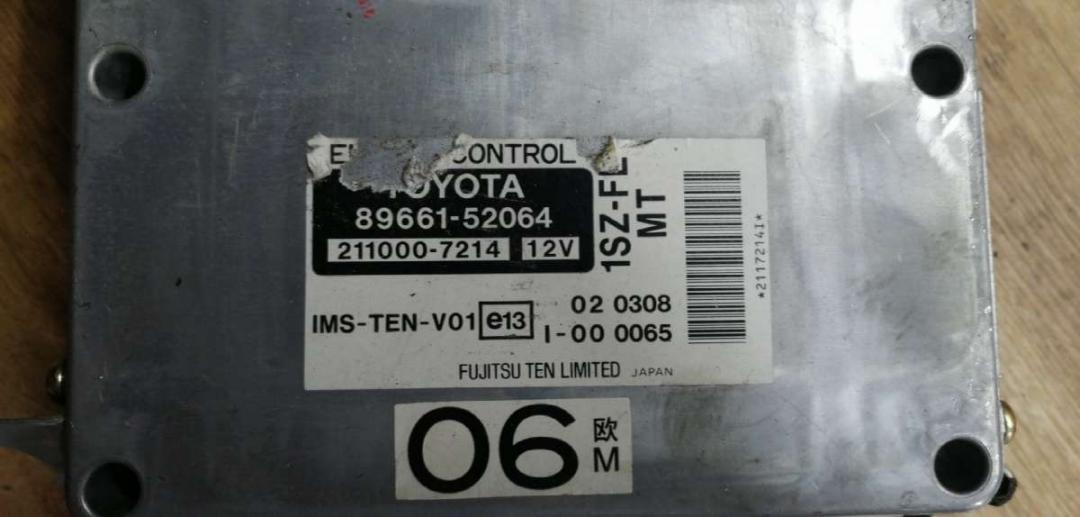 CONTROL
TOYOTA
89661-52064
211000-7214 12V
1SZ-FE
MT
IMS-TEN-V01 e13
02 0308
I-00 0065
FUJITSU TEN LIMITED JAPAN
*2117214I*
06 欧
M